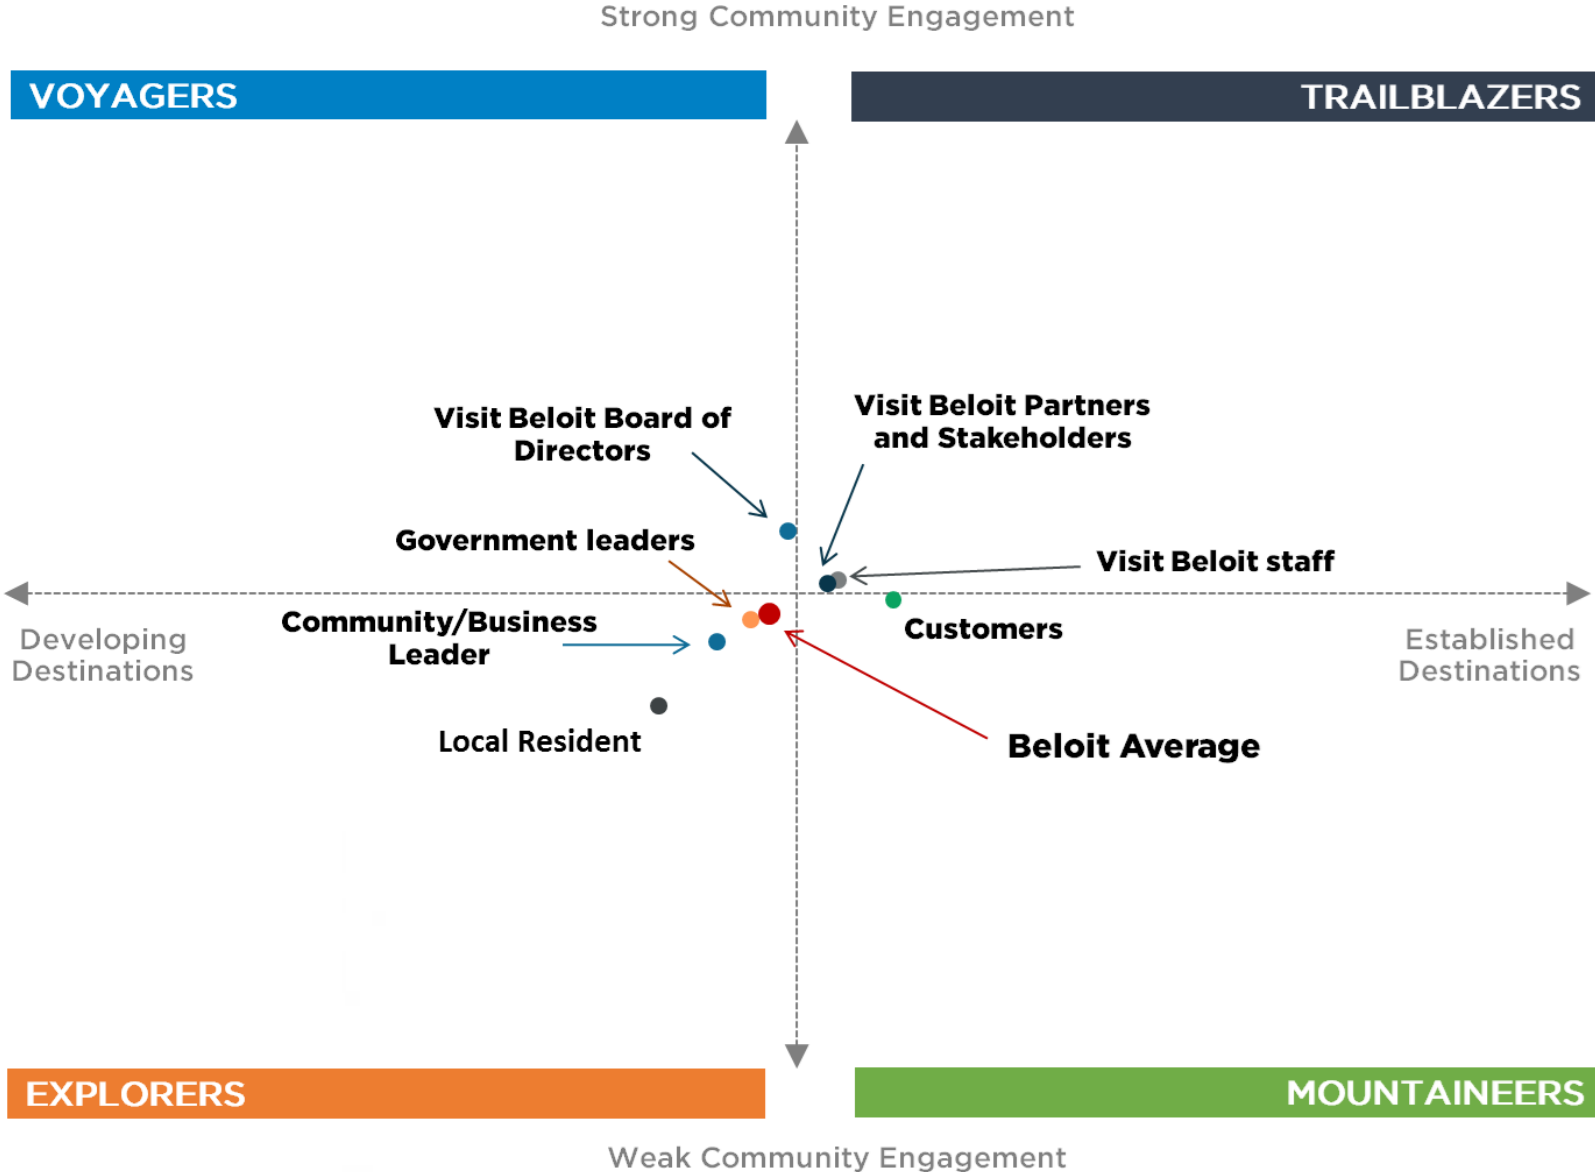 Strong Community Engagement
VOYAGERS
TRAILBLAZERS
Visit Beloit Board of
Directors
Visit Beloit Partners
and Stakeholders
Government leaders
Visit Beloit staff
Developing
Destinations
Community/Business
Leader
Customers
Established
Destinations
Local Resident
Beloit Average
EXPLORERS
MOUNTAINEERS
Weak Community Engagement